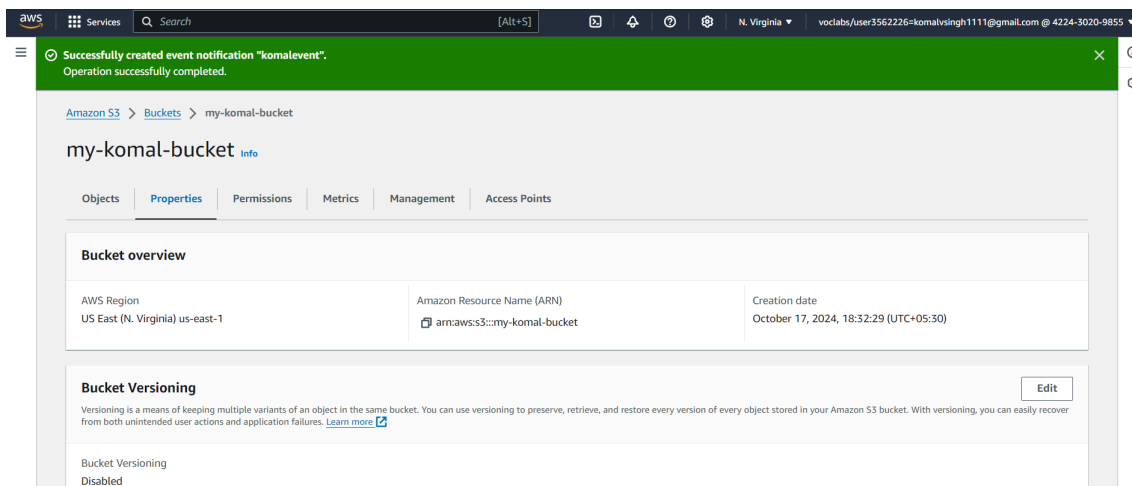 aws
Services
Search
[Alt+S]
N. Virginia
voclabs/user3562226=komalvsingh1111@gmail.com @ 4224-3020-9855
Successfully created event notification "komalevent".
Operation successfully completed.
Amazon S3 > Buckets > my-komal-bucket
my-komal-bucket Info
Objects
Properties
Permissions
Metrics
Management
Access Points
Bucket overview
AWS Region
US East (N. Virginia) us-east-1
Amazon Resource Name (ARN)
arn:aws:s3:::my-komal-bucket
Creation date
October 17, 2024, 18:32:29 (UTC+05:30)
Bucket Versioning
Edit
Versioning is a means of keeping multiple variants of an object in the same bucket. You can use versioning to preserve, retrieve, and restore every version of every object stored in your Amazon S3 bucket. With versioning, you can easily recover
from both unintended user actions and application failures. Learn more
Bucket Versioning
Disabled